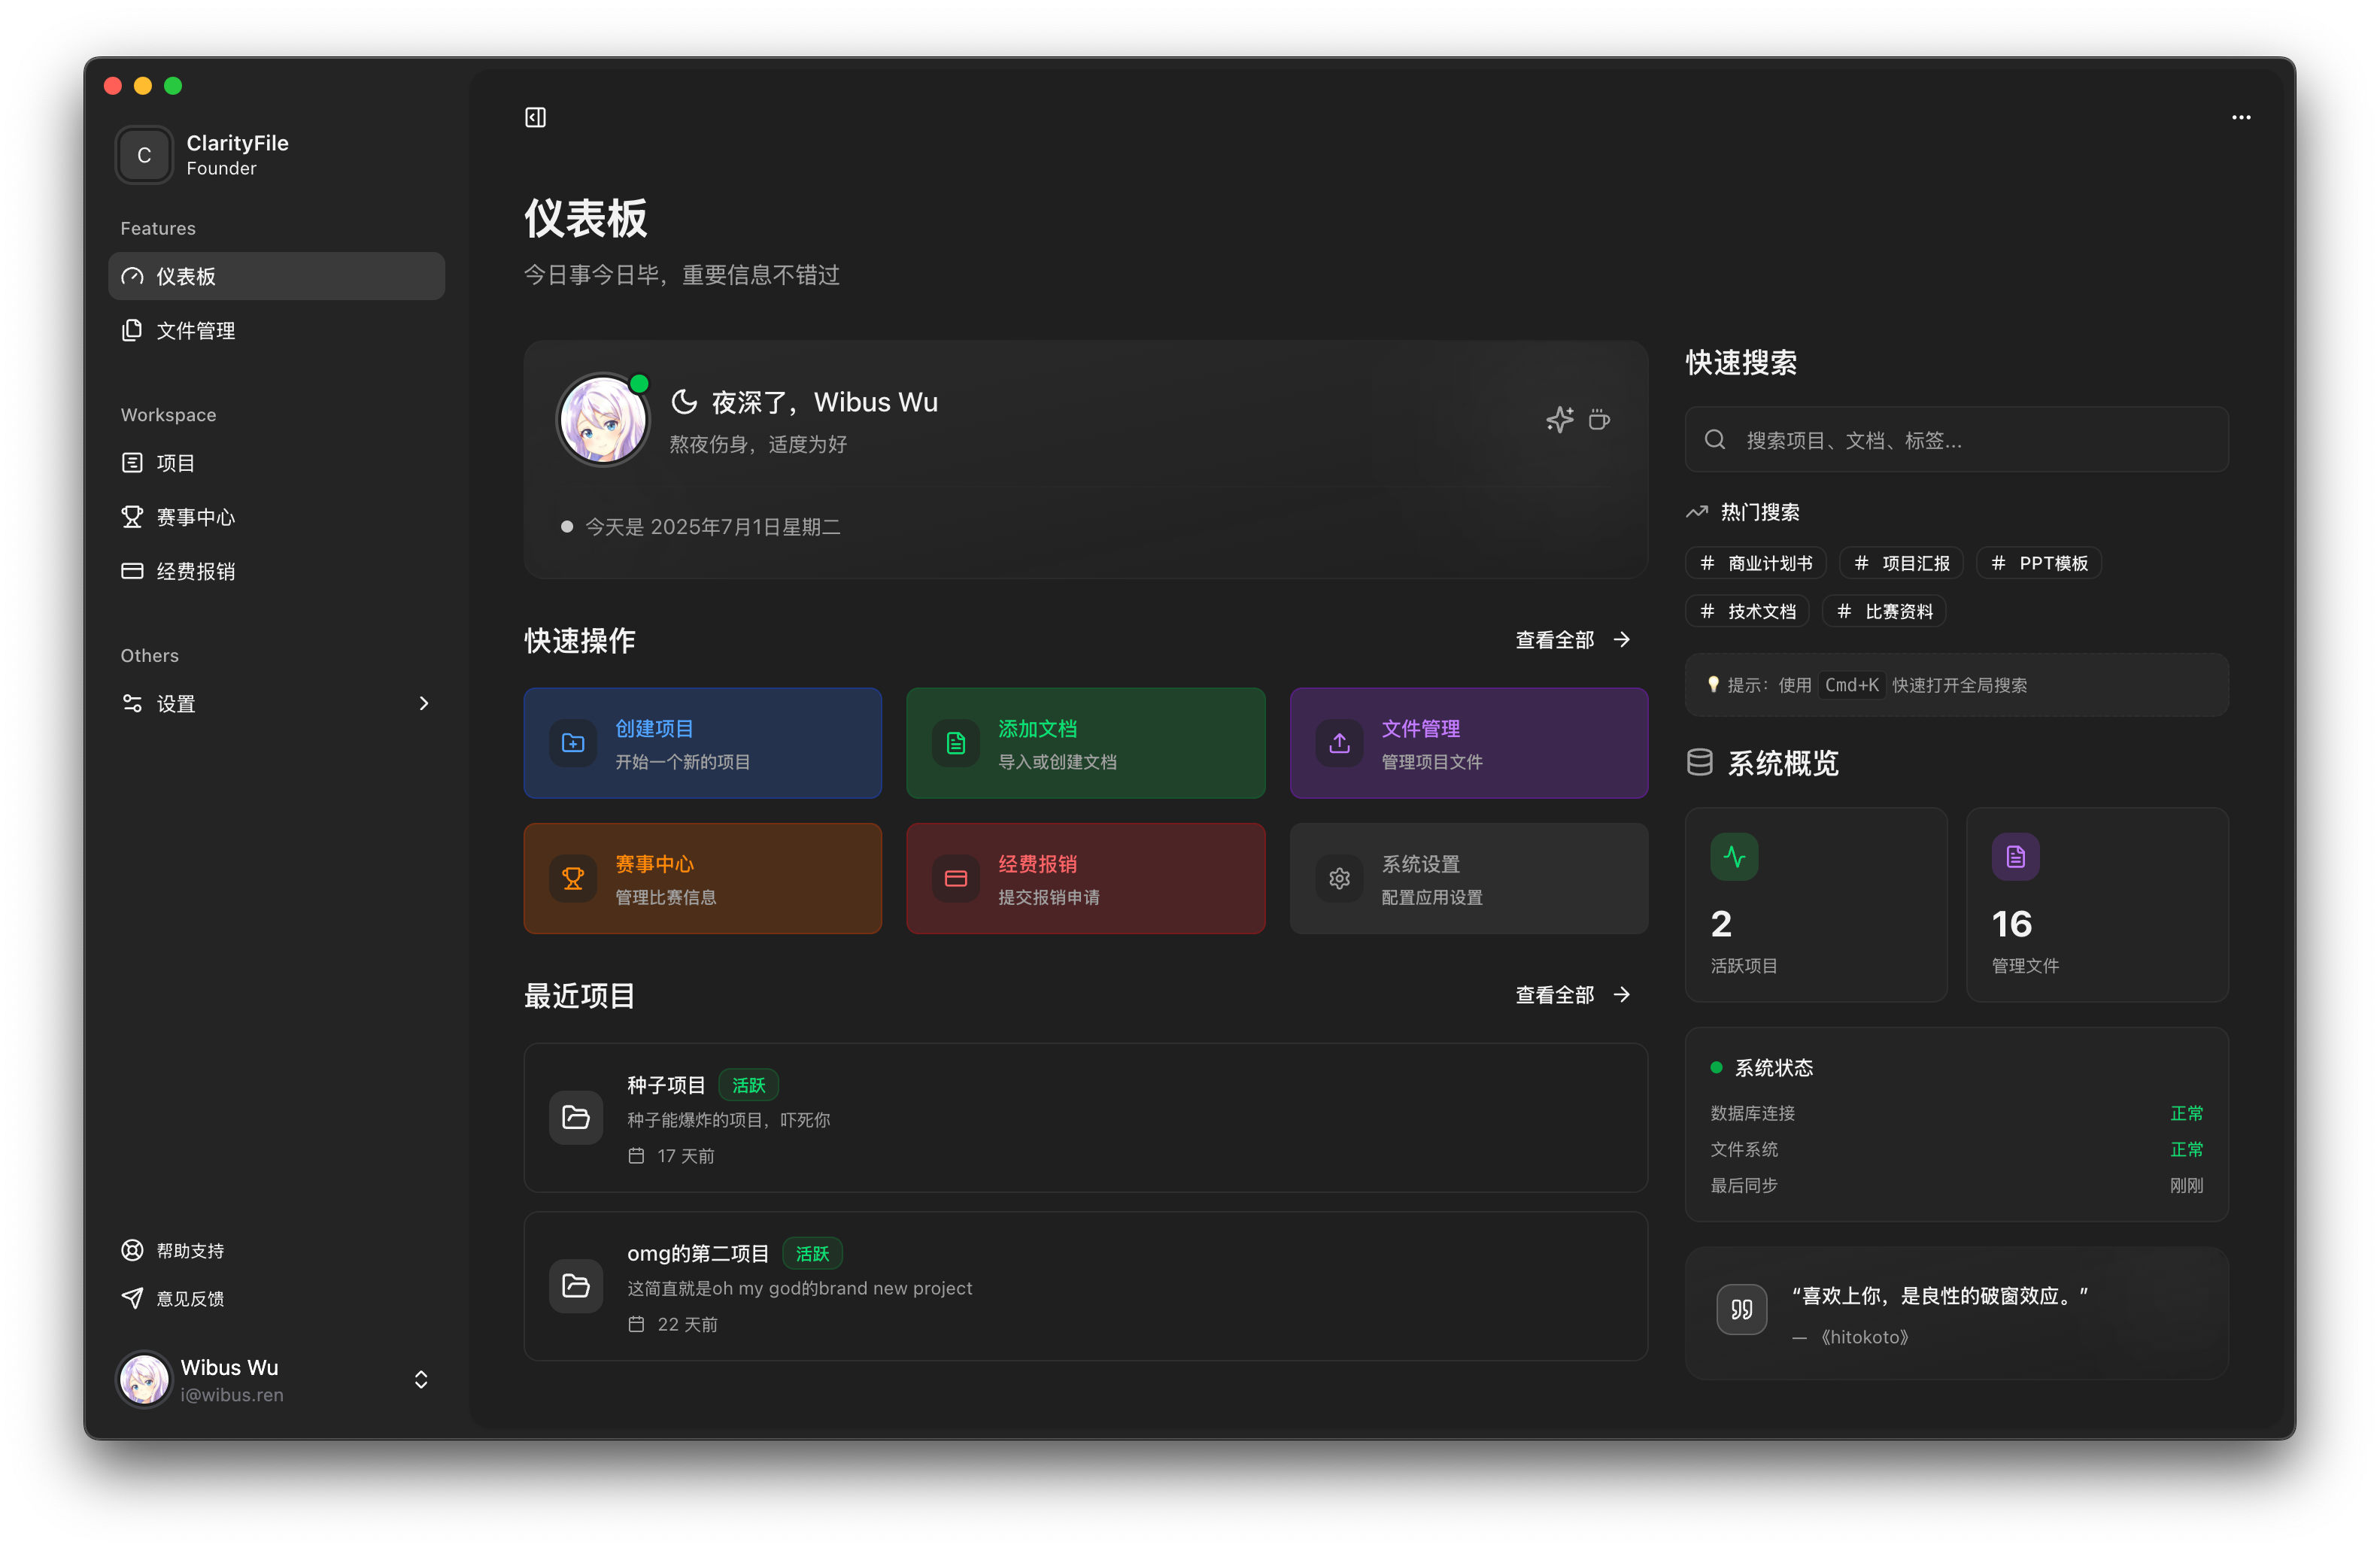 C
ClarityFile
Founder
Features
仪表板
文件管理
Workspace
项目
赛事中心
经费报销
Others
设置
帮助支持
意见反馈
Wibus Wu
i@wibus.ren
仪表板
今日事今日毕，重要信息不错过
夜深了，Wibus Wu
熬夜伤身，适度为好
今天是 2025年7月1日星期二
快速操作
查看全部
创建项目
开始一个新的项目
添加文档
导入或创建文档
文件管理
管理项目文件
赛事中心
管理比赛信息
经费报销
提交报销申请
系统设置
配置应用设置
最近项目
查看全部
种子项目 活跃
种子能爆炸的项目，吓死你
17 天前
omg的第二项目 活跃
这简直就是oh my god的brand new project
22 天前
快速搜索
搜索项目、文档、标签...
热门搜索
# 商业计划书 # 项目汇报 # PPT模板
# 技术文档 # 比赛资料
提示：使用 Cmd+K 快速打开全局搜索
系统概览
2
活跃项目
16
管理文件
系统状态
数据库连接 正常
文件系统 正常
最后同步 刚刚
“喜欢上你，是良性的破窗效应。”
— 《hitokoto》